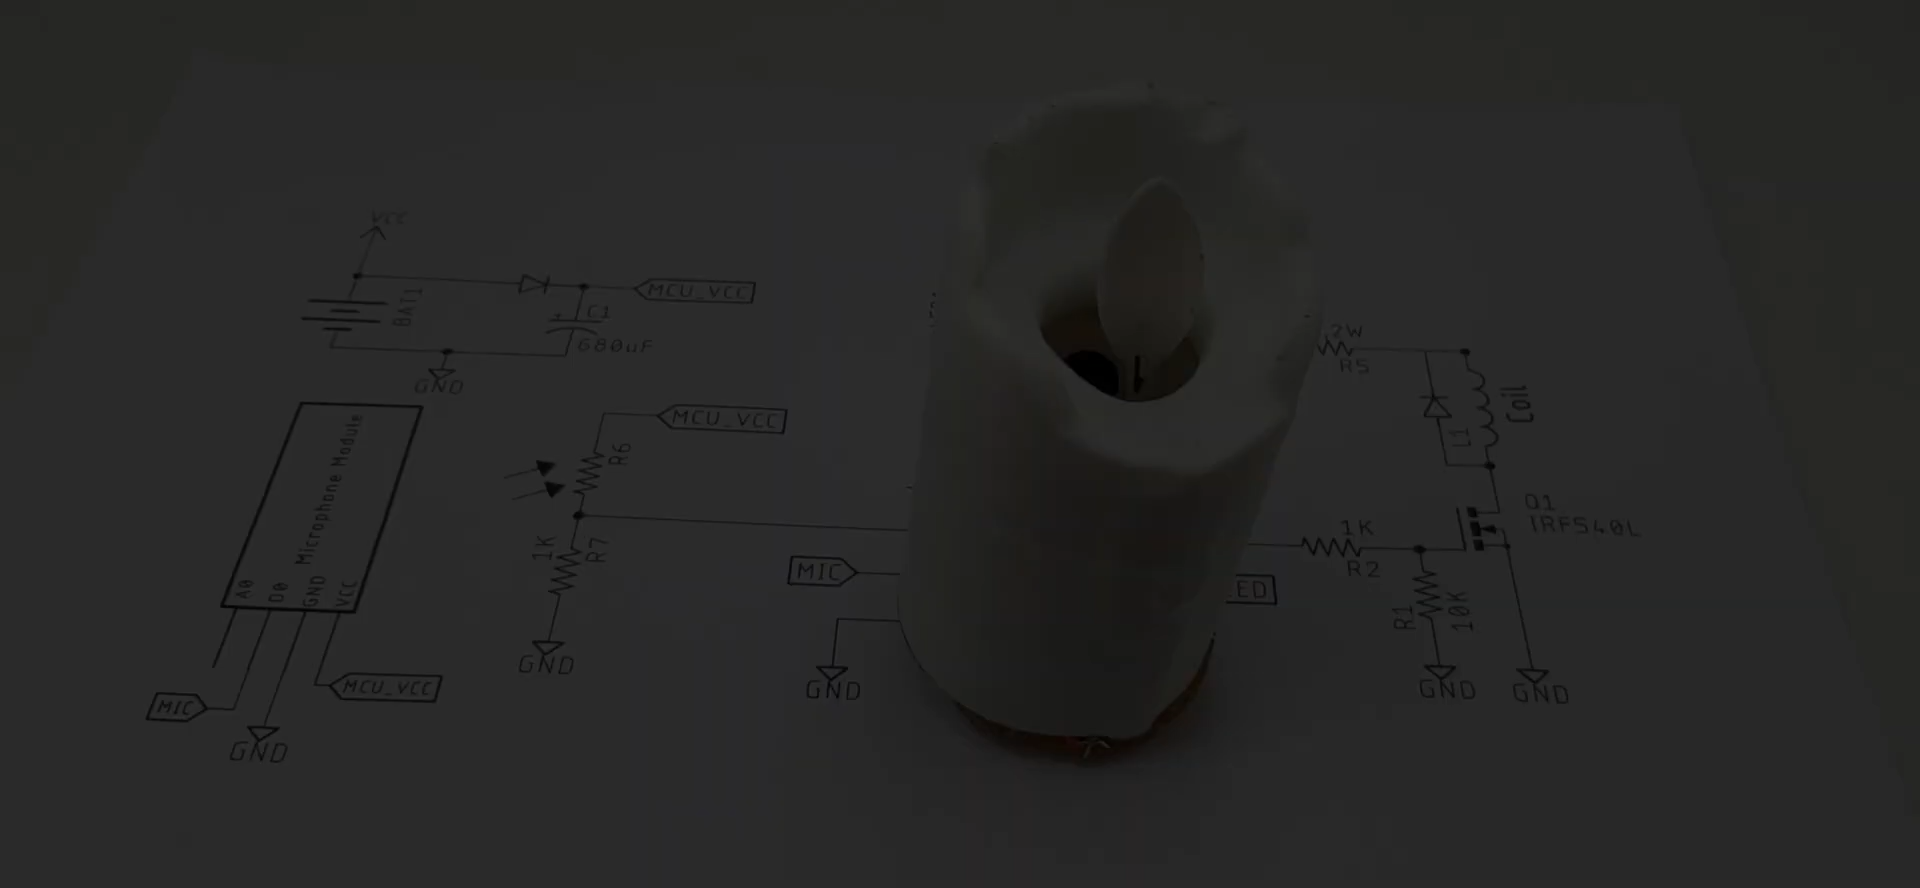 VCC
MCU_VCC
BAT1
+
C1
680uF
GND
Microphone Module
A0
D0
GND
VCC
MIC
MCU_VCC
GND
MCU_VCC
R6
1K
R7
GND
MIC
GND
2W
R5
L1
Coil
Q1
IRF540L
1K
R2
ED
R1
10K
GND
GND